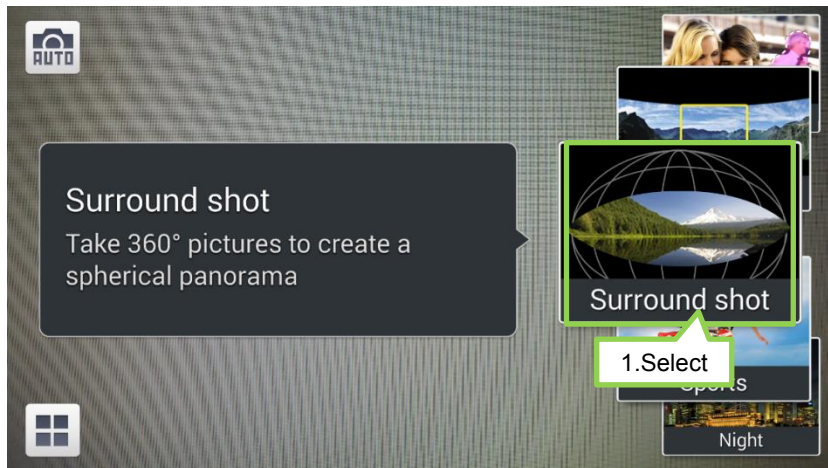 AUTO
Surround shot
Take 360° pictures to create a
spherical panorama
Surround shot
1.Select
Sports
Night